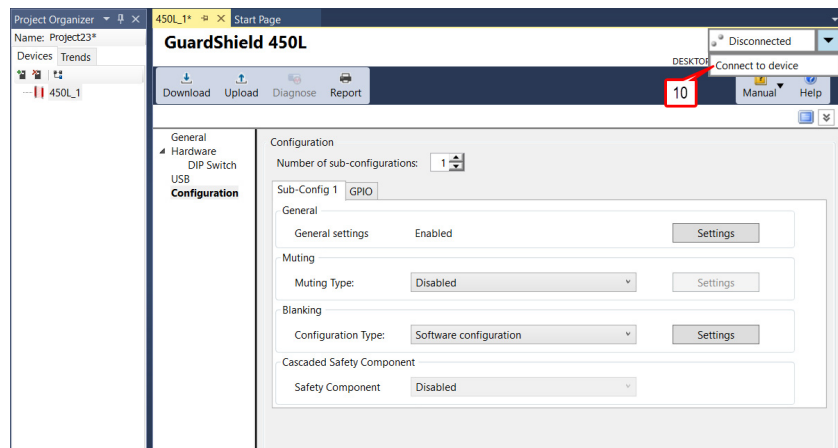 Project Organizer
Name: Project23*
Devices Trends
450L_1
450L_1* Start Page
GuardShield 450L
Disconnected
DESKTOP
Connect to device
10
Download Upload Diagnose Report
Manual Help
General
Hardware
DIP Switch
USB
Configuration
Configuration
Number of sub-configurations: 1
Sub-Config 1 GPIO
General
General settings Enabled Settings
Muting
Muting Type: Disabled Settings
Blanking
Configuration Type: Software configuration Settings
Cascaded Safety Component
Safety Component Disabled